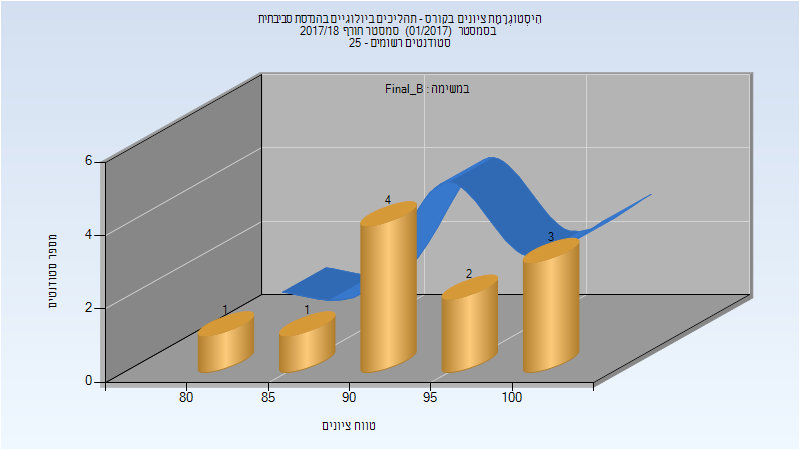 היסטוגרמת ציונים בקורס - תהליכים ביולוגיים בהנדסת סביבתית
בסמסטר (01/2017) סמסטר חורף 2017/18
סטודנטים רשומים - 25
במשימה : Final_B
6
4
2
0
מספר סטודנטים
1
1
4
2
3
80
85
90
95
100
טווח ציונים